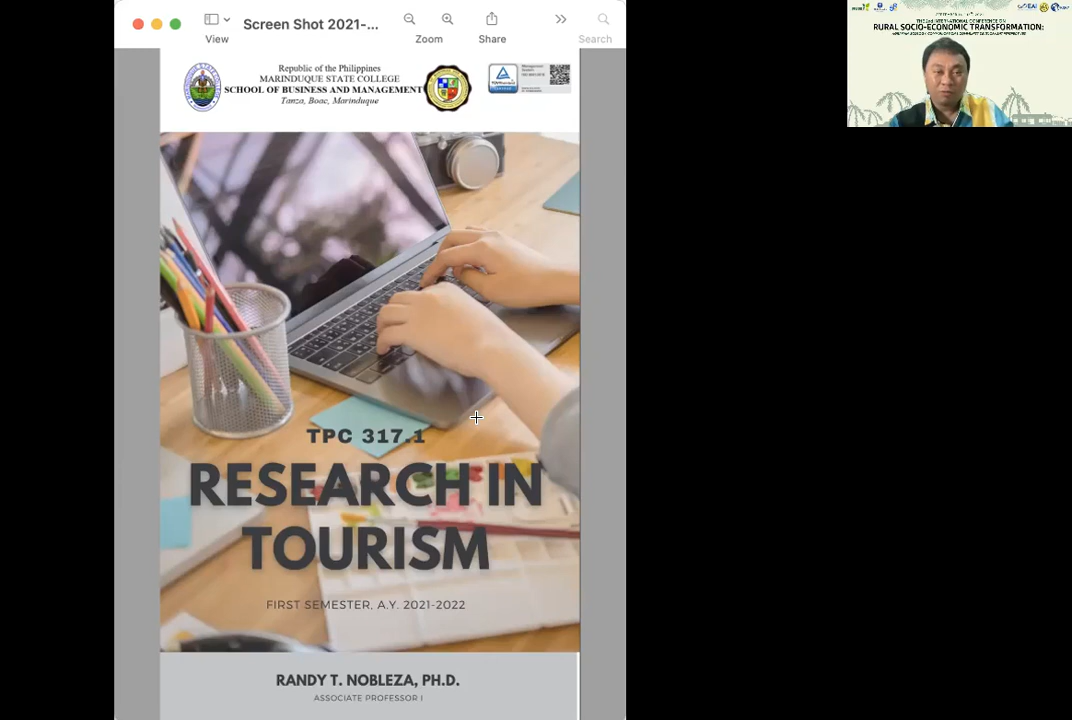 Screen Shot 2021-...
View
Zoom
Share
Search
Republic of the Philippines
MARINDUQUE STATE COLLEGE
SCHOOL OF BUSINESS AND MANAGEMENT
Tanza, Boac, Marinduque
TPC 317.1
RESEARCH IN
TOURISM
FIRST SEMESTER, A.Y. 2021-2022
RANDY T. NOBLEZA, PH.D.
ASSOCIATE PROFESSOR I
RURAL SOCIO-ECONOMIC TRANSFORMATION: